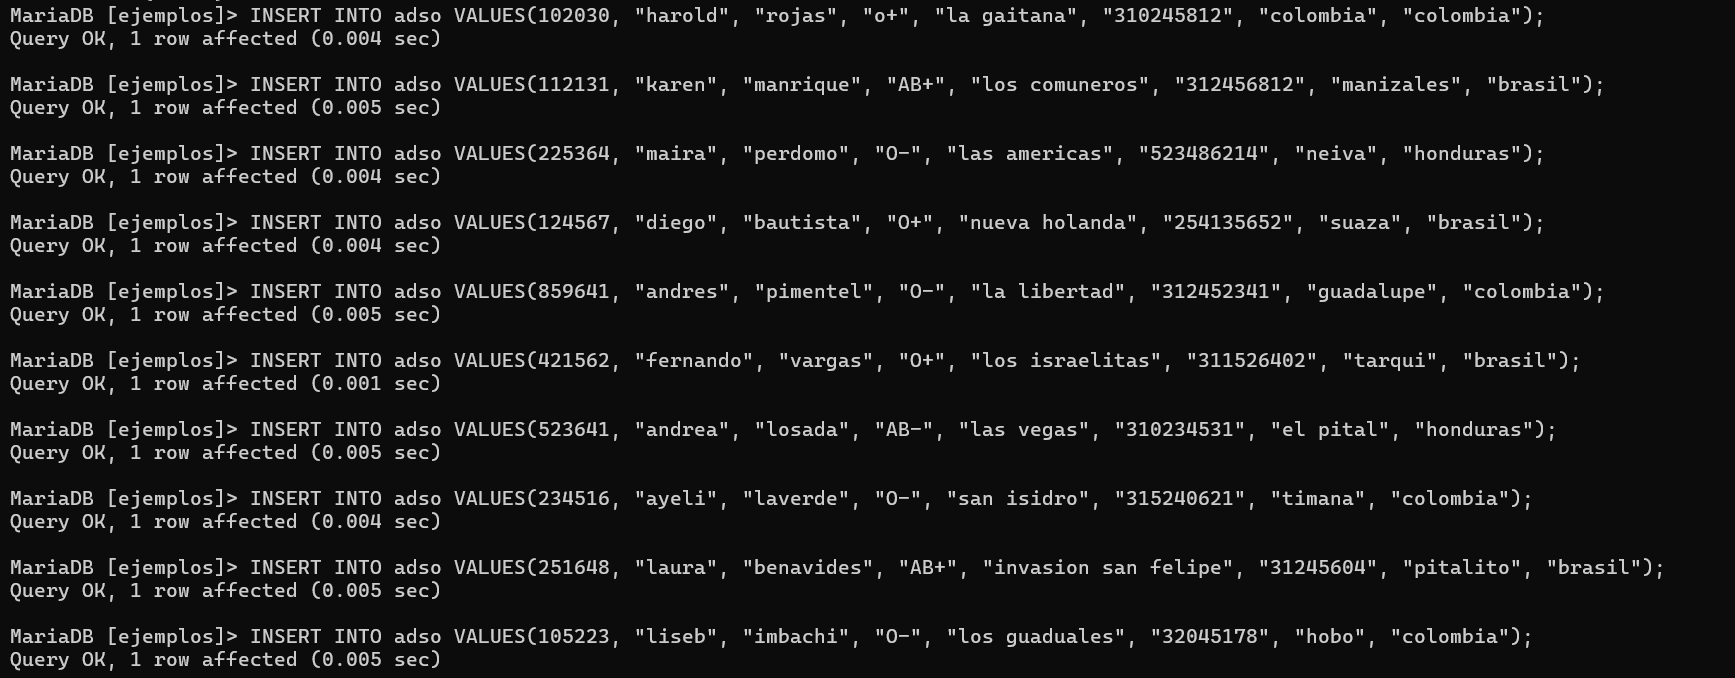 MariaDB [ejemplos]> INSERT INTO adso VALUES(102030, "harold", "rojas", "o+", "la gaitana", "310245812", "colombia", "colombia");
Query OK, 1 row affected (0.004 sec)
MariaDB [ejemplos]> INSERT INTO adso VALUES(112131, "karen", "manrique", "AB+", "los comuneros", "312456812", "manizales", "brasil");
Query OK, 1 row affected (0.005 sec)
MariaDB [ejemplos]> INSERT INTO adso VALUES(225364, "maira", "perdomo", "O-", "las americas", "523486214", "neiva", "honduras");
Query OK, 1 row affected (0.004 sec)
MariaDB [ejemplos]> INSERT INTO adso VALUES(124567, "diego", "bautista", "O+", "nueva holanda", "254135652", "suaza", "brasil");
Query OK, 1 row affected (0.004 sec)
MariaDB [ejemplos]> INSERT INTO adso VALUES(859641, "andres", "pimentel", "O-", "la libertad", "312452341", "guadalupe", "colombia");
Query OK, 1 row affected (0.005 sec)
MariaDB [ejemplos]> INSERT INTO adso VALUES(421562, "fernando", "vargas", "O+", "los israelitas", "311526402", "tarqui", "brasil");
Query OK, 1 row affected (0.001 sec)
MariaDB [ejemplos]> INSERT INTO adso VALUES(523641, "andrea", "losada", "AB-", "las vegas", "310234531", "el pital", "honduras");
Query OK, 1 row affected (0.005 sec)
MariaDB [ejemplos]> INSERT INTO adso VALUES(234516, "ayeli", "laverde", "O-", "san isidro", "315240621", "timana", "colombia");
Query OK, 1 row affected (0.004 sec)
MariaDB [ejemplos]> INSERT INTO adso VALUES(251648, "laura", "benavides", "AB+", "invasion san felipe", "31245604", "pitalito", "brasil");
Query OK, 1 row affected (0.005 sec)
MariaDB [ejemplos]> INSERT INTO adso VALUES(105223, "liseb", "imbachi", "O-", "los guaduales", "32045178", "hobo", "colombia");
Query OK, 1 row affected (0.005 sec)